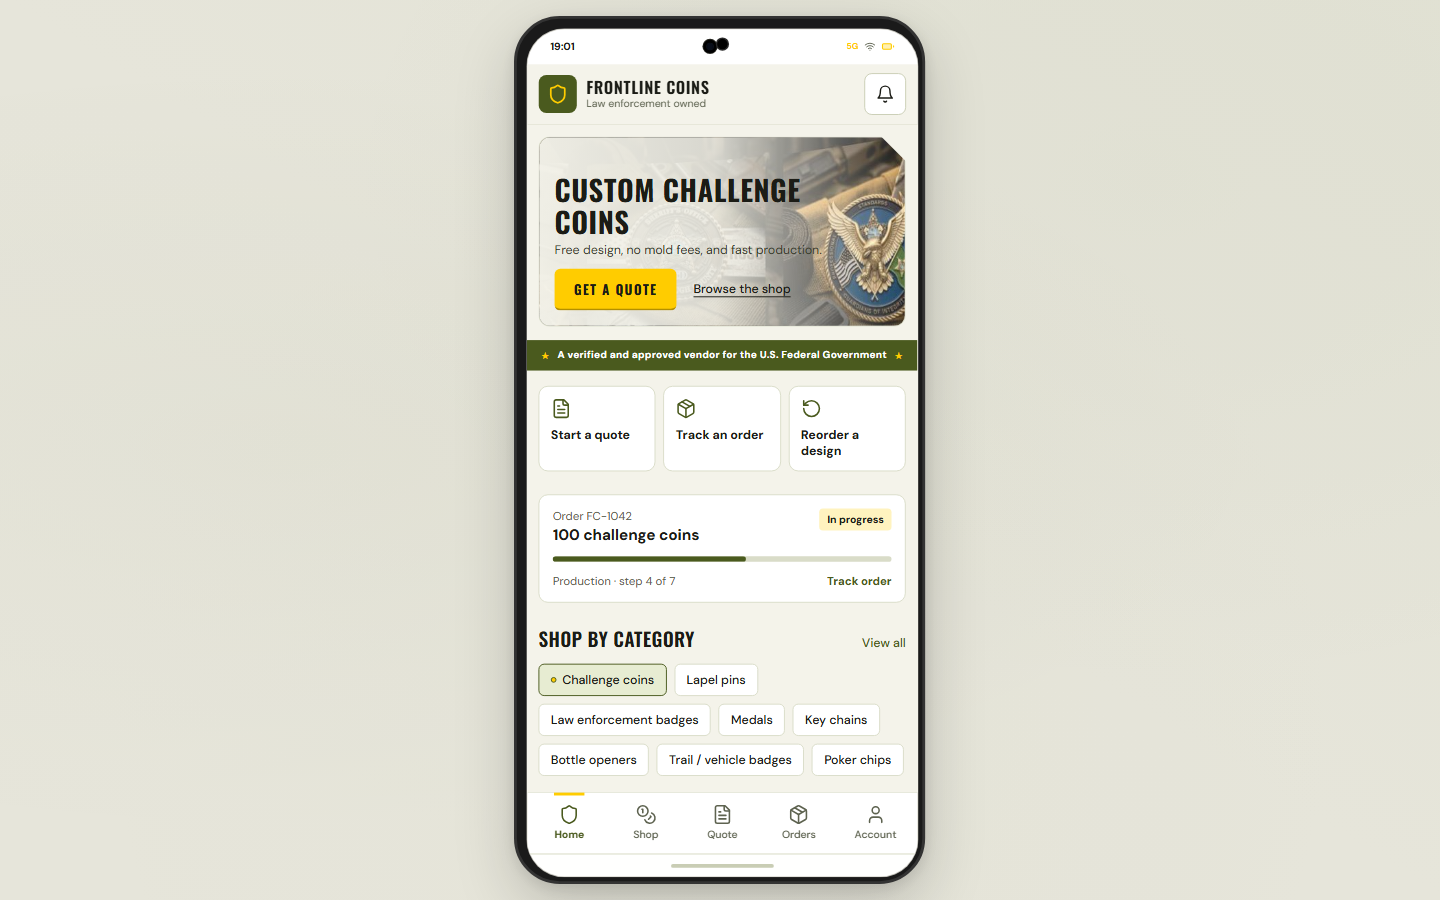 19:01
5G
FRONTLINE COINS
Law enforcement owned
CUSTOM CHALLENGE
COINS
Free design, no mold fees, and fast production.
GET A QUOTE
Browse the shop
★ A verified and approved vendor for the U.S. Federal Government ★
Start a quote
Track an order
Reorder a
design
Order FC-1042
In progress
100 challenge coins
Production · step 4 of 7
Track order
SHOP BY CATEGORY
View all
Challenge coins
Lapel pins
Law enforcement badges
Medals
Key chains
Bottle openers
Trail / vehicle badges
Poker chips
Home
Shop
Quote
Orders
Account